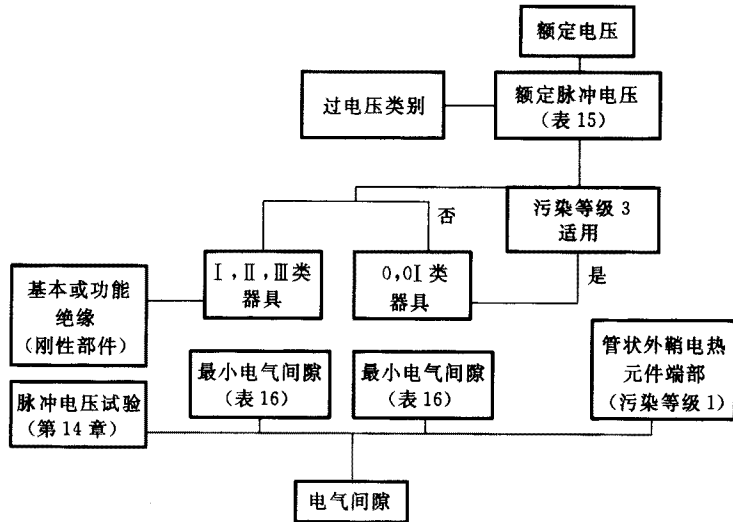 额定电压
过电压类别
额定脉冲电压
(表 15)
否
污染等级 3
适用
是
Ⅰ,Ⅱ,Ⅲ类
器具
0,0Ⅰ类
器具
基本或功能
绝缘
(刚性部件)
最小电气间隙
(表 16)
最小电气间隙
(表 16)
管状外鞘电热
元件端部
(污染等级 1)
脉冲电压试验
(第 14 章)
电气间隙